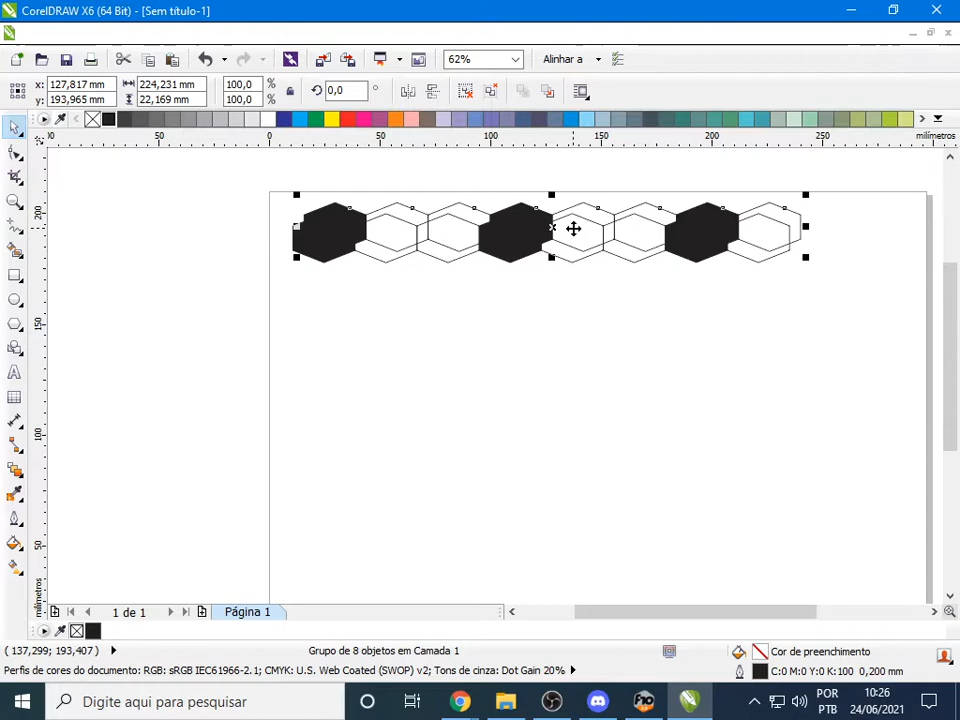 CorelDRAW X6 (64 Bit) - [Sem título-1]
62%
Alinhar a
x: 127,817 mm
224,231 mm
100,0 %
0,0 °
y: 193,965 mm
22,169 mm
100,0 %
50 0 50 100 150 200 250 milímetros
200
150
100
50
milímetros
1 de 1
Página 1
( 137,299; 193,407 )
Grupo de 8 objetos em Camada 1
Cor de preenchimento
Perfis de cores do documento: RGB: sRGB IEC61966-2.1; CMYK: U.S. Web Coated (SWOP) v2; Tons de cinza: Dot Gain 20%
C:0 M:0 Y:0 K:100 0,200 mm
Digite aqui para pesquisar
POR
PTB
10:26
24/06/2021